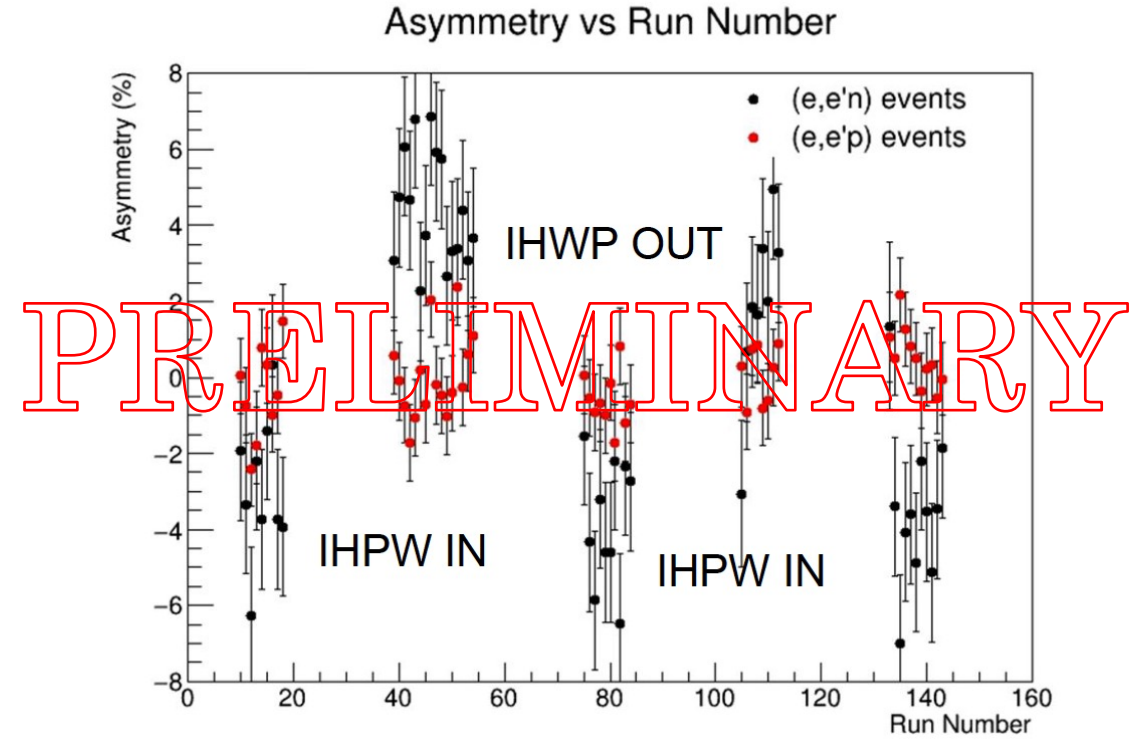 Asymmetry vs Run Number
Asymmetry (%)
8
6
4
2
0
−2
−4
−6
−8
(e,e'n) events
(e,e'p) events
IHWP OUT
PRELIMINARY
IHPW IN
IHPW IN
0 20 40 60 80 100 120 140 160
Run Number